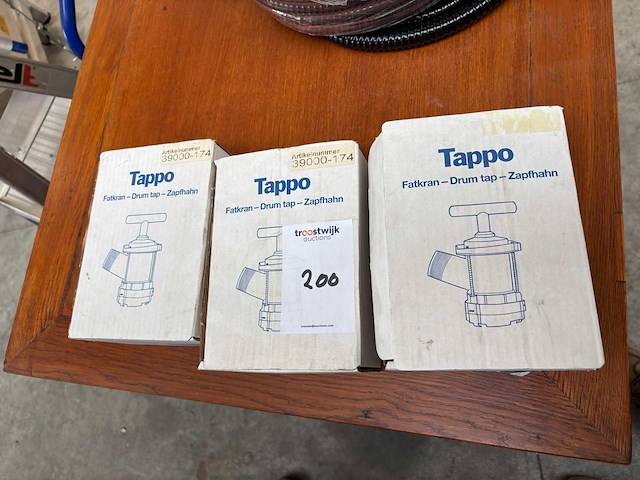 Artikelnummer
39000-174
Tappo
Fatkran – Drum tap – Zapfhahn
Artikelnummer
39000-174
Tappo
Fatkran – Drum tap – Zapfhahn
troostwijk
auctions
200
Tappo
Fatkran – Drum tap – Zapfhahn